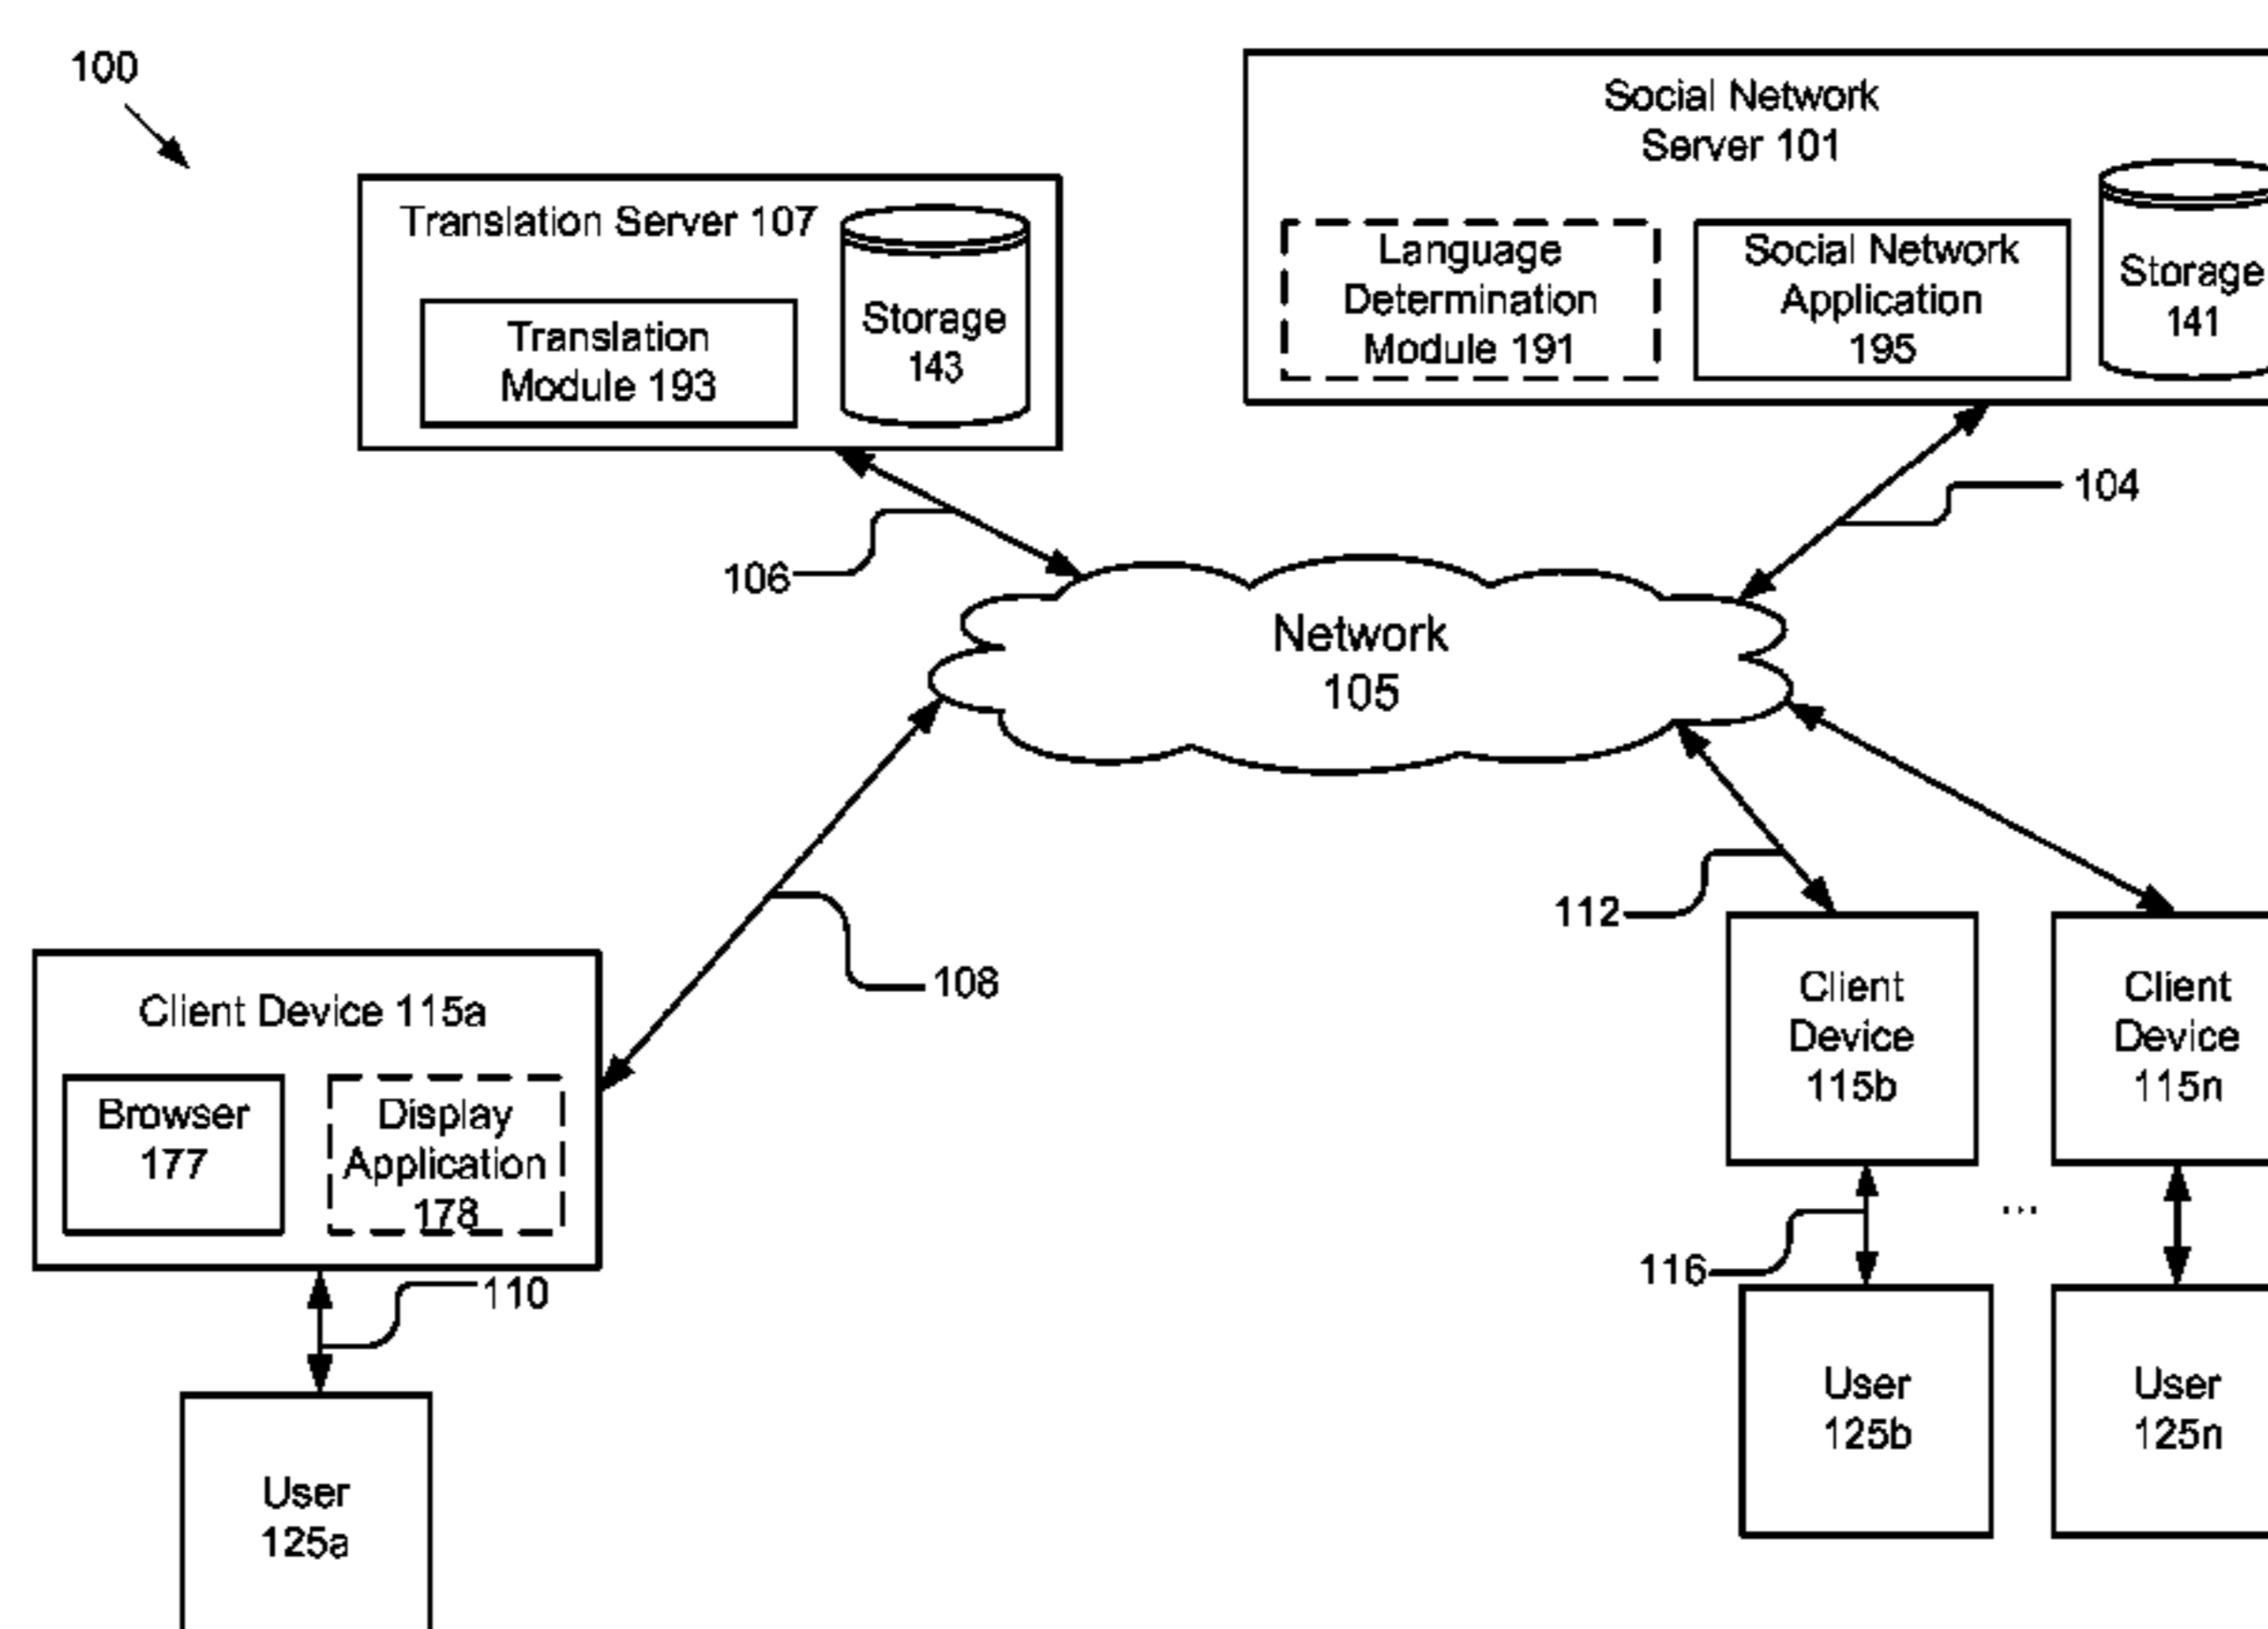 100
Social Network
Server 101
Translation Server 107
Storage
143
Translation
Module 193
Language
Determination
Module 191
Social Network
Application
195
Storage
141
104
106
Network
105
112
108
Client Device 115a
Browser
177
Display
Application
178
Client
Device
115b
Client
Device
115n
...
110
116
User
125a
User
125b
User
125n